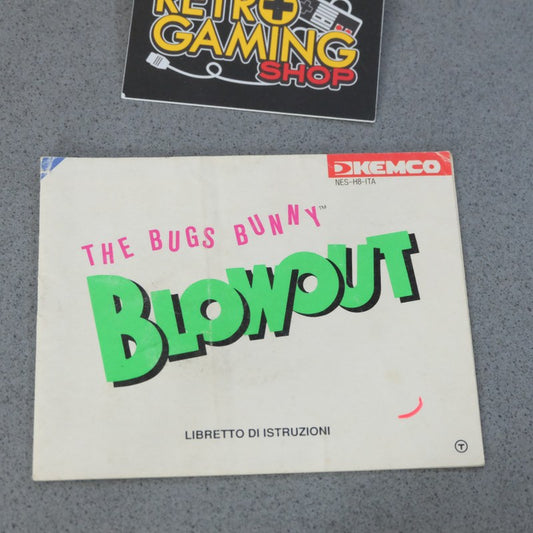 RETRO
GAMING
SHOP
KEMCO
NES-H8-ITA
THE BUGS BUNNY™
BLOWOUT
LIBRETTO DI ISTRUZIONI
T